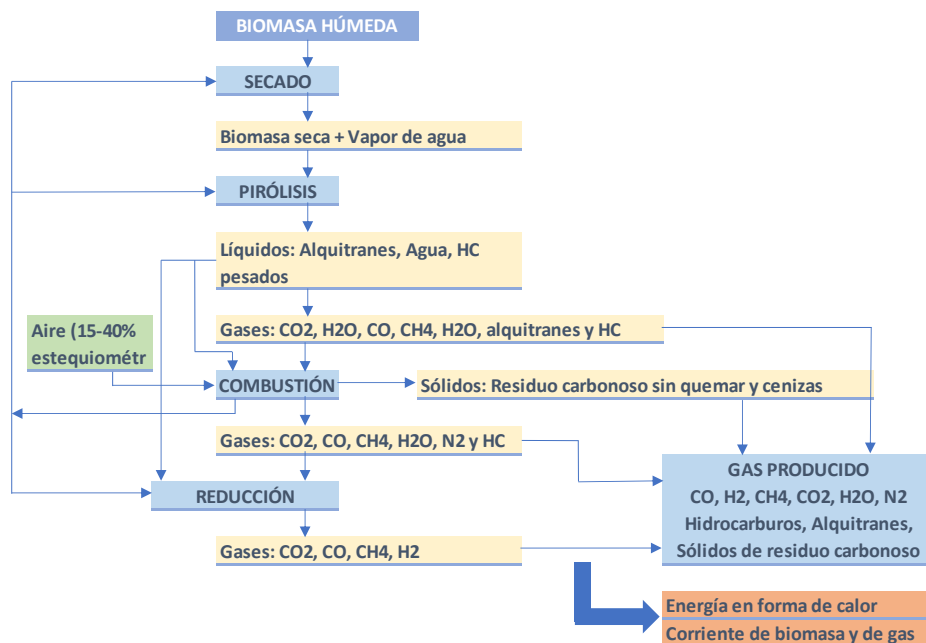 BIOMASA HÚMEDA
SECADO
Biomasa seca + Vapor de agua
PIRÓLISIS
Líquidos: Alquitranes, Agua, HC
pesados
Gases: CO2, H2O, CO, CH4, H2O, alquitranes y HC
Aire (15-40%
estequiométr
COMBUSTIÓN
Sólidos: Residuo carbonoso sin quemar y cenizas
Gases: CO2, CO, CH4, H2O, N2 y HC
REDUCCIÓN
Gases: CO2, CO, CH4, H2
GAS PRODUCIDO
CO, H2, CH4, CO2, H2O, N2
Hidrocarburos, Alquitranes,
Sólidos de residuo carbonoso
Energía en forma de calor
Corriente de biomasa y de gas